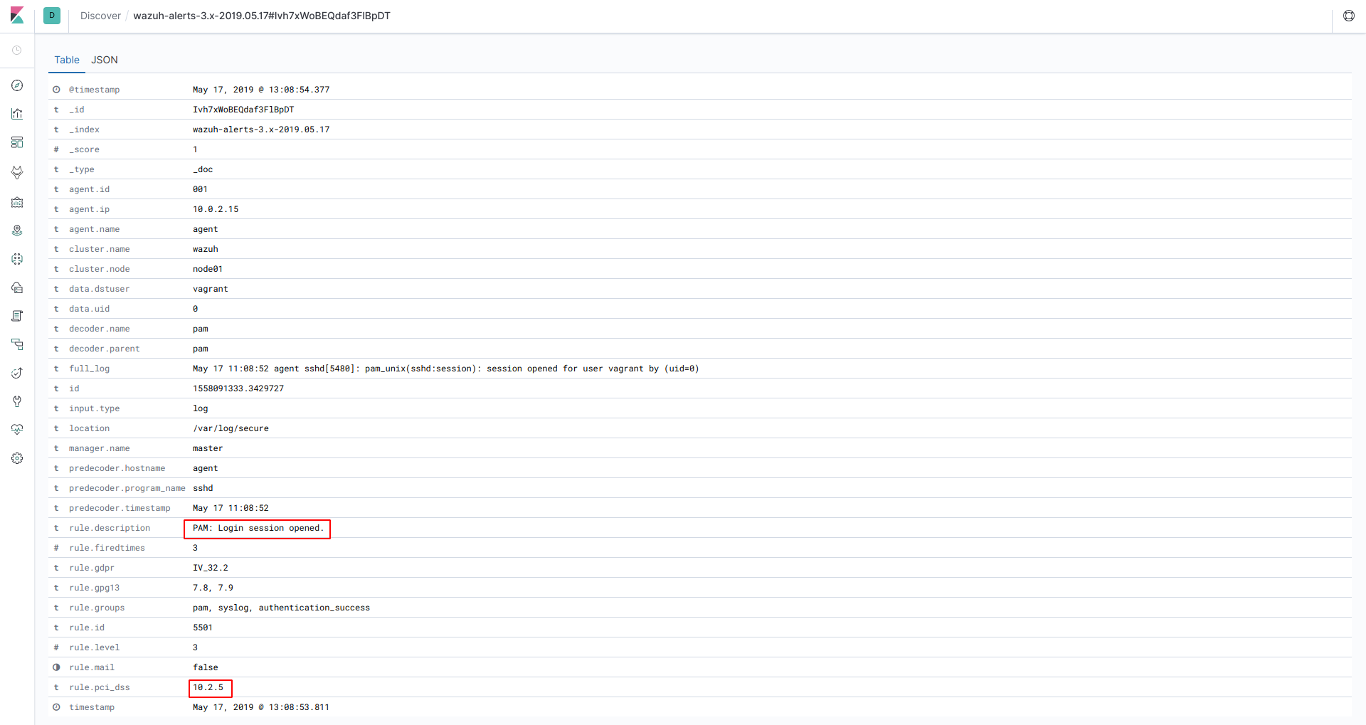 D Discover / wazuh-alerts-3.x-2019.05.17#Ivh7xWoBEQdaf3FlBpDT
Table JSON
@timestamp May 17, 2019 @ 13:08:54.377
t _id Ivh7xWoBEQdaf3FlBpDT
t _index wazuh-alerts-3.x-2019.05.17
# _score 1
t _type _doc
t agent.id 001
t agent.ip 10.0.2.15
t agent.name agent
t cluster.name wazuh
t cluster.node node01
t data.dstuser vagrant
t data.uid 0
t decoder.name pam
t decoder.parent pam
t full_log May 17 11:08:52 agent sshd[5480]: pam_unix(sshd:session): session opened for user vagrant by (uid=0)
t id 1558091333.3429727
t input.type log
t location /var/log/secure
t manager.name master
t predecoder.hostname agent
t predecoder.program_name sshd
t predecoder.timestamp May 17 11:08:52
t rule.description PAM: Login session opened.
# rule.firedtimes 3
t rule.gdpr IV_32.2
t rule.gpg13 7.8, 7.9
t rule.groups pam, syslog, authentication_success
t rule.id 5501
# rule.level 3
rule.mail false
t rule.pci_dss 10.2.5
timestamp May 17, 2019 @ 13:08:53.811